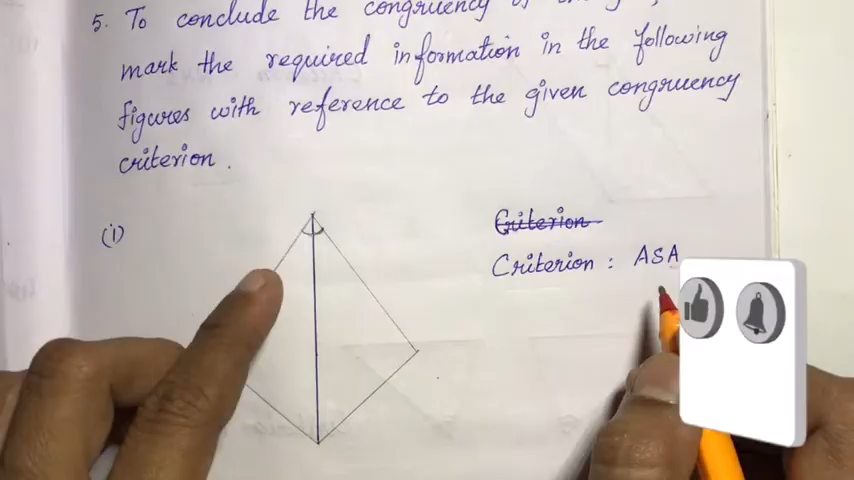 5. To conclude the congruency of
mark the required information in the following
figures with reference to the given congruency
criterion.
(i)
Criterion
Criterion : ASA